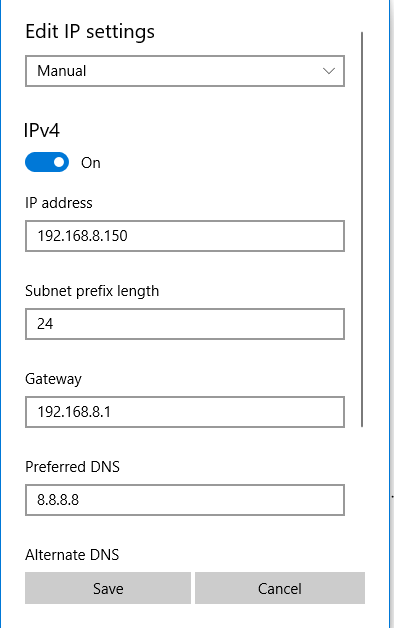 Edit IP settings
Manual
IPv4
On
IP address
192.168.8.150
Subnet prefix length
24
Gateway
192.168.8.1
Preferred DNS
8.8.8.8
Alternate DNS
Save Cancel